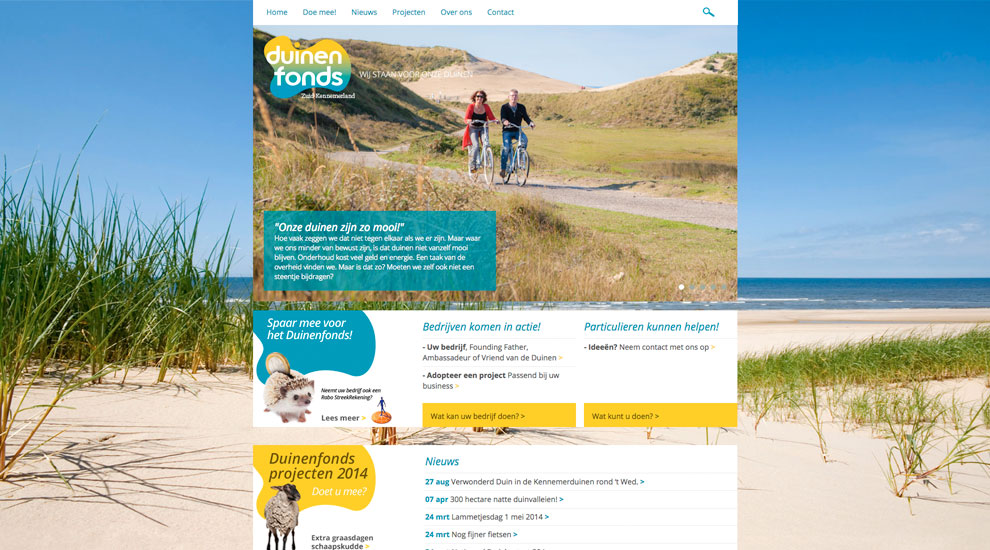 Home Doe mee! Nieuws Projecten Over ons Contact
duinen
fonds
Zuid-Kennemerland
WIJ STAAN VOOR ONZE DUINEN
"Onze duinen zijn zo mooi!"
Hoe vaak zeggen we dat niet tegen elkaar als we er zijn. Maar waar
we ons minder van bewust zijn, is dat duinen niet vanzelf mooi
blijven. Onderhoud kost veel geld en energie. Een taak van de
overheid vinden we. Maar is dat zo? Moeten we zelf ook niet een
steentje bijdragen?
Spaar mee voor
het Duinenfonds!
Neemt uw bedrijf ook een
Rabo StreekRekening?
Lees meer >
Bedrijven komen in actie!
- Uw bedrijf, Founding Father,
Ambassadeur of Vriend van de Duinen >
- Adopteer een project Passend bij uw
business >
Wat kan uw bedrijf doen? >
Particulieren kunnen helpen!
- Ideeën? Neem contact met ons op >
Wat kunt u doen? >
Duinenfonds
projecten 2014
Doet u mee?
Extra graasdagen
schaapskudde >
Nieuws
27 aug Verwonderd Duin in de Kennemerduinen rond 't Wed. >
07 apr 300 hectare natte duinvalleien! >
24 mrt Lammetjesdag 1 mei 2014 >
24 mrt Nog fijner fietsen >